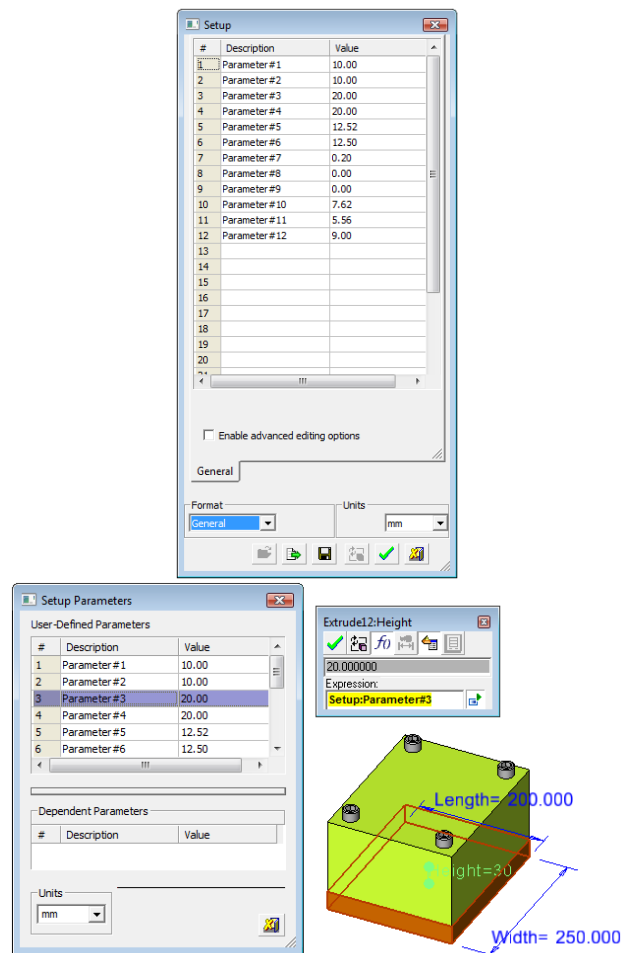 Setup
# Description Value
1 Parameter#1 10.00
2 Parameter#2 10.00
3 Parameter#3 20.00
4 Parameter#4 20.00
5 Parameter#5 12.52
6 Parameter#6 12.50
7 Parameter#7 0.20
8 Parameter#8 0.00
9 Parameter#9 0.00
10 Parameter#10 7.62
11 Parameter#11 5.56
12 Parameter#12 9.00
13
14
15
16
17
18
19
20
Enable advanced editing options
General
Format Units
General mm
Setup Parameters
User-Defined Parameters
# Description Value
1 Parameter#1 10.00
2 Parameter#2 10.00
3 Parameter#3 20.00
4 Parameter#4 20.00
5 Parameter#5 12.52
6 Parameter#6 12.50
Dependent Parameters
# Description Value
Units
mm
Extrude12:Height
f()
20.000000
Expression:
Setup:Parameter#3
Length= 200.000
Width= 250.000